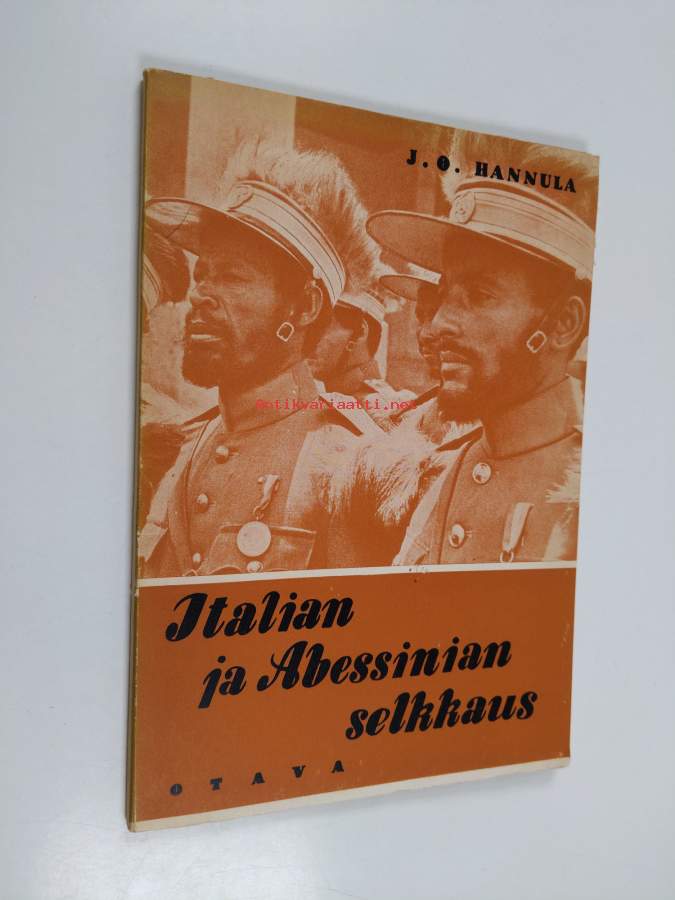 J. O. HANNULA
Antikvariaatti.net
Italian
ja Abessinian
selkkaus
OTAVA